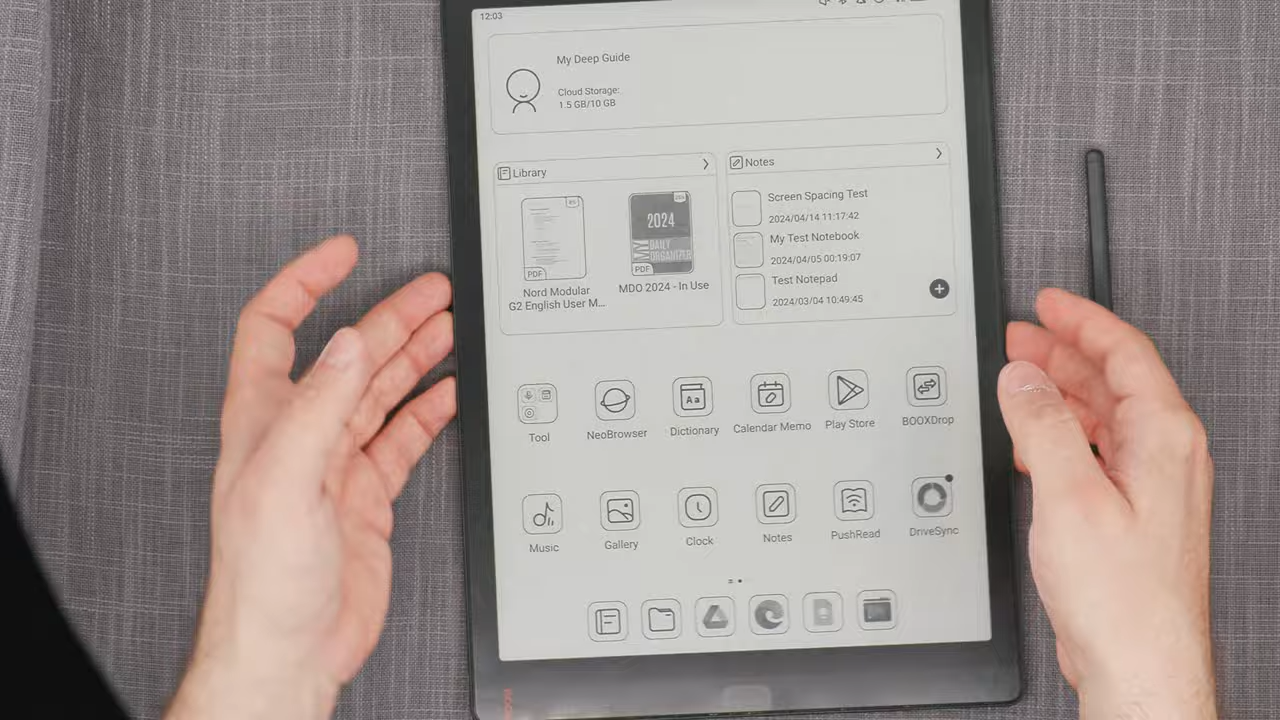 12:03
My Deep Guide
Cloud Storage:
1.5 GB/10 GB
Library
PDF
Nord Modular
G2 English User M...
2024
MY DAILY
ORGANIZER
PDF
MDO 2024 - In Use
Notes
Screen Spacing Test
2024/04/14 11:17:42
My Test Notebook
2024/04/05 00:19:07
Test Notepad
2024/03/04 10:49:45
Tool
NeoBrowser
Aa
Dictionary
Calendar Memo
Play Store
BOOXDrop
Music
Gallery
Clock
Notes
PushRead
DriveSync